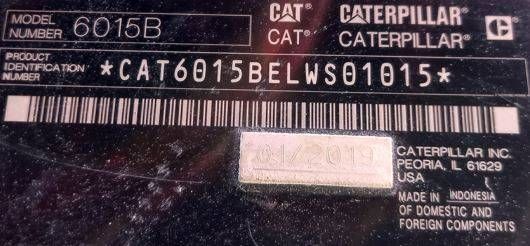 MODEL NUMBER 6015B
CAT® CATERPILLAR®
CAT® CATERPILLAR® C
PRODUCT IDENTIFICATION NUMBER *CAT6015BELWS01015*
01/2019
CATERPILLAR INC.
PEORIA, IL 61629
USA
MADE IN INDONESIA
OF DOMESTIC AND
FOREIGN COMPONENTS